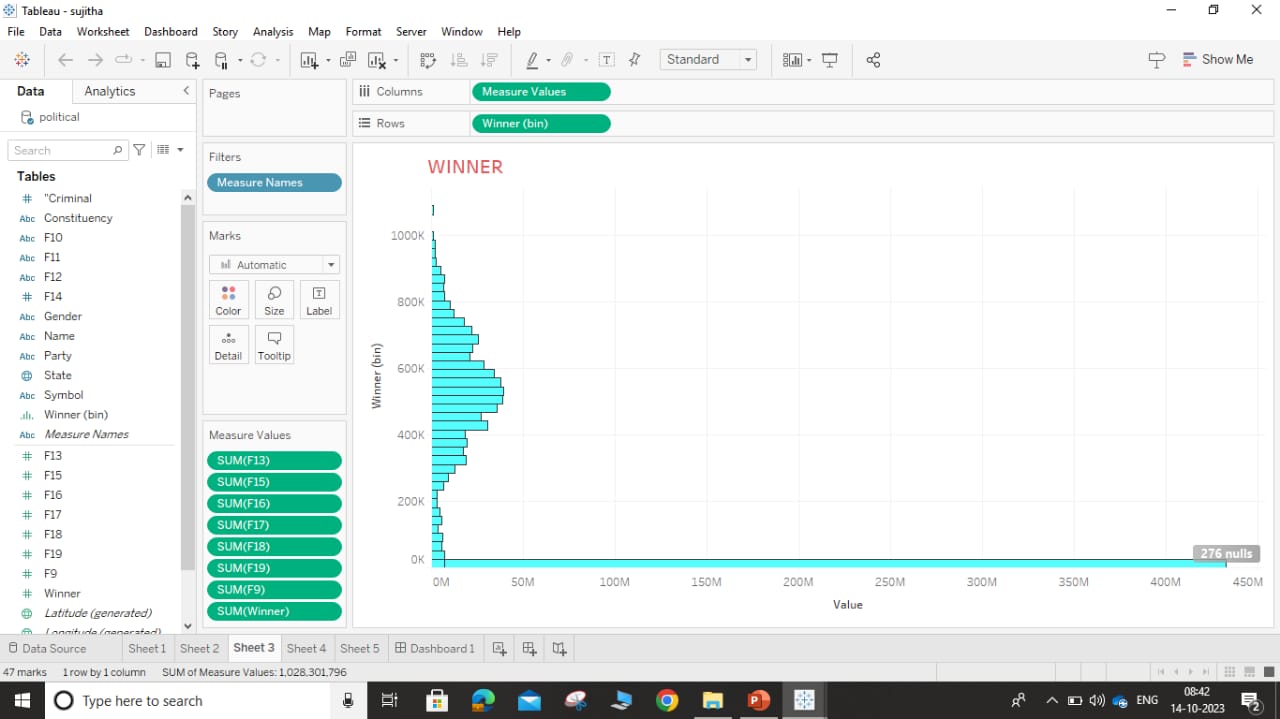 Tableau - sujitha
File Data Worksheet Dashboard Story Analysis Map Format Server Window Help
Standard
Show Me
Data Analytics
political
Search
Tables
"Criminal
Constituency
F10
F11
F12
F14
Gender
Name
Party
State
Symbol
Winner (bin)
Measure Names
F13
F15
F16
F17
F18
F19
F9
Winner
Latitude (generated)
Longitude (generated)
Pages
Filters
Measure Names
Marks
Automatic
Color Size Label
Detail Tooltip
Measure Values
SUM(F13)
SUM(F15)
SUM(F16)
SUM(F17)
SUM(F18)
SUM(F19)
SUM(F9)
SUM(Winner)
Columns Measure Values
Rows Winner (bin)
WINNER
1000K
800K
600K
400K
200K
0K
Winner (bin)
276 nulls
0M 50M 100M 150M 200M 250M 300M 350M 400M 450M
Value
Data Source Sheet 1 Sheet 2 Sheet 3 Sheet 4 Sheet 5 Dashboard 1
47 marks 1 row by 1 column SUM of Measure Values: 1,028,301,796
Type here to search
ENG
08:42
14-10-2023
2